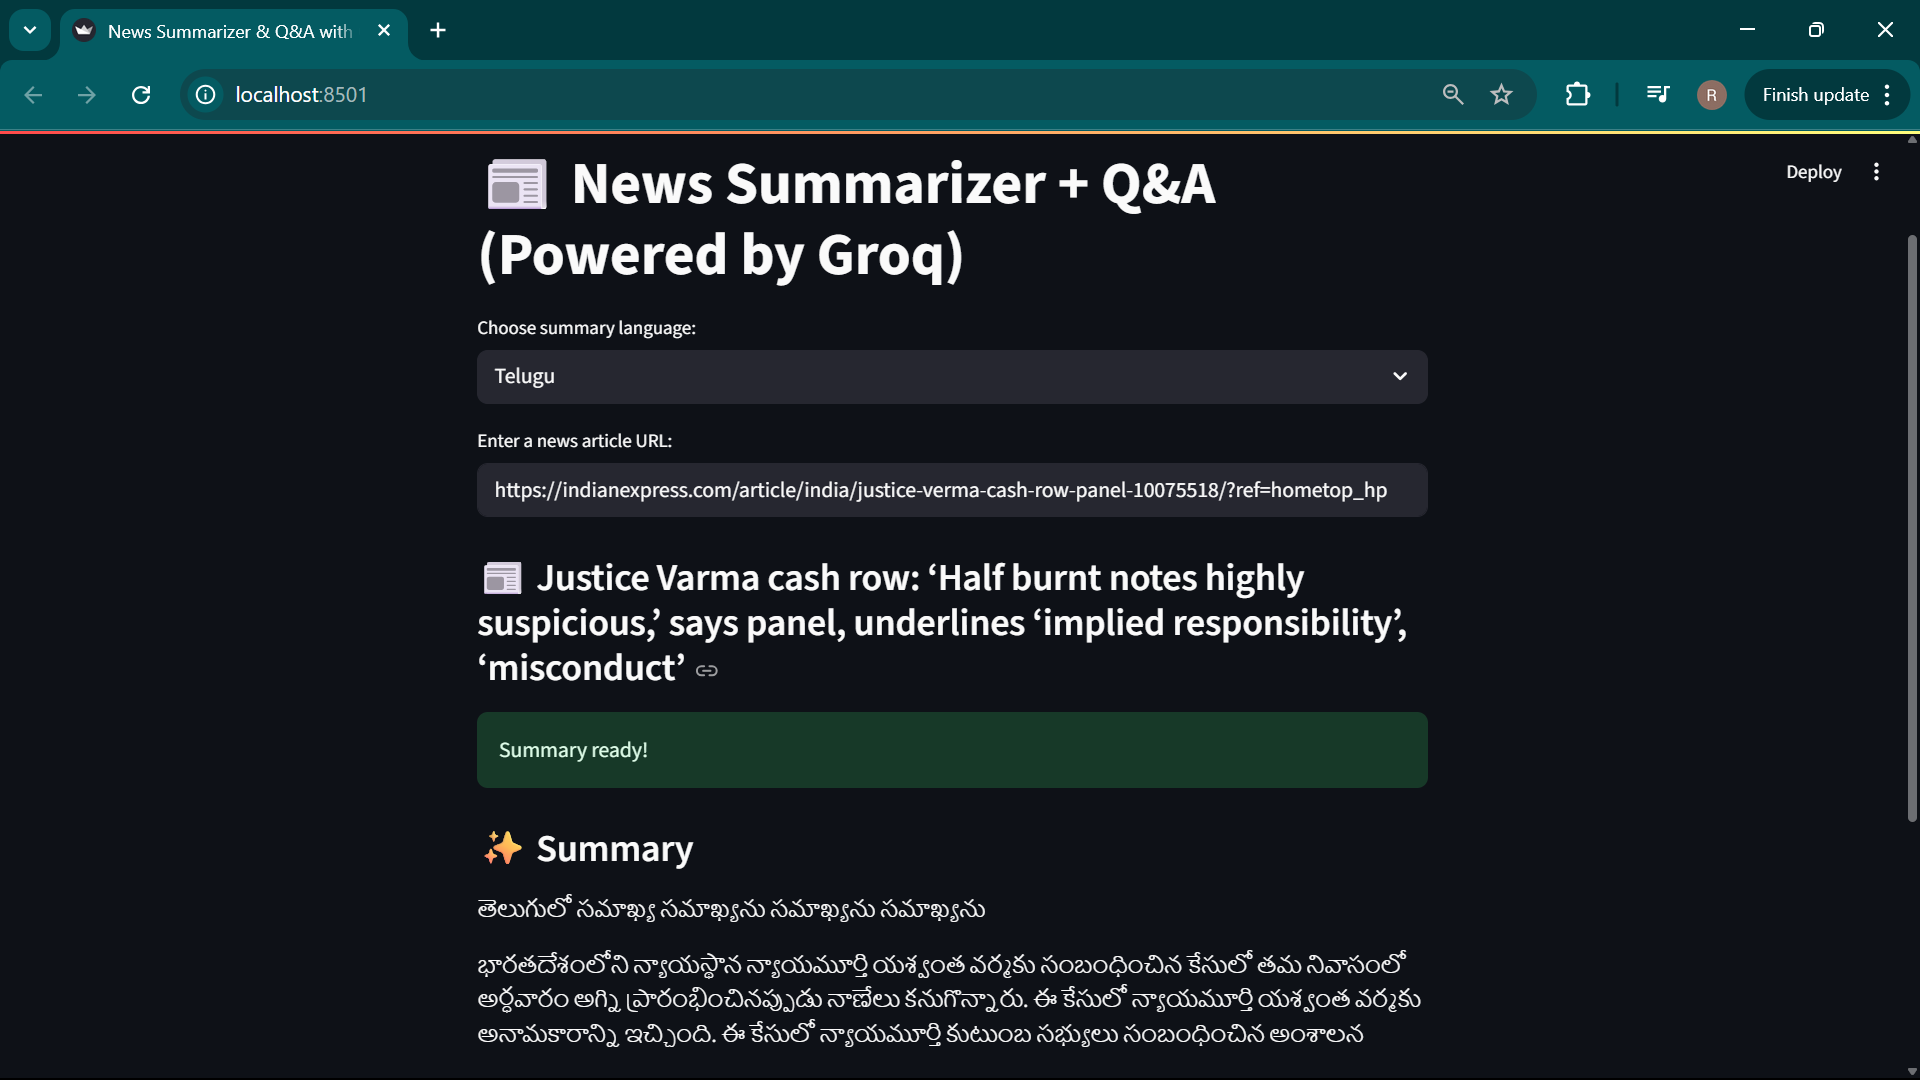 News Summarizer & Q&A with
localhost:8501
R
Finish update
Deploy
News Summarizer + Q&A
(Powered by Groq)
Choose summary language:
Telugu
Enter a news article URL:
https://indianexpress.com/article/india/justice-verma-cash-row-panel-10075518/?ref=hometop_hp
Justice Varma cash row: ‘Half burnt notes highly
suspicious,’ says panel, underlines ‘implied responsibility’,
‘misconduct’
Summary ready!
Summary
తెలుగులో సమాఖ్య సమాఖ్యను సమాఖ్యను సమాఖ్యను
భారతదేశంలోని న్యాయస్థాన న్యాయమూర్తి యశ్వంత వర్మకు సంబంధించిన కేసులో తమ నివాసంలో
అర్ధవారం అగ్ని ప్రారంభించినప్పుడు నాణేలు కనుగొన్నారు. ఈ కేసులో న్యాయమూర్తి యశ్వంత వర్మకు
అనామకారాన్ని ఇచ్చింది. ఈ కేసులో న్యాయమూర్తి కుటుంబ సభ్యులు సంబంధించిన అంశాలన